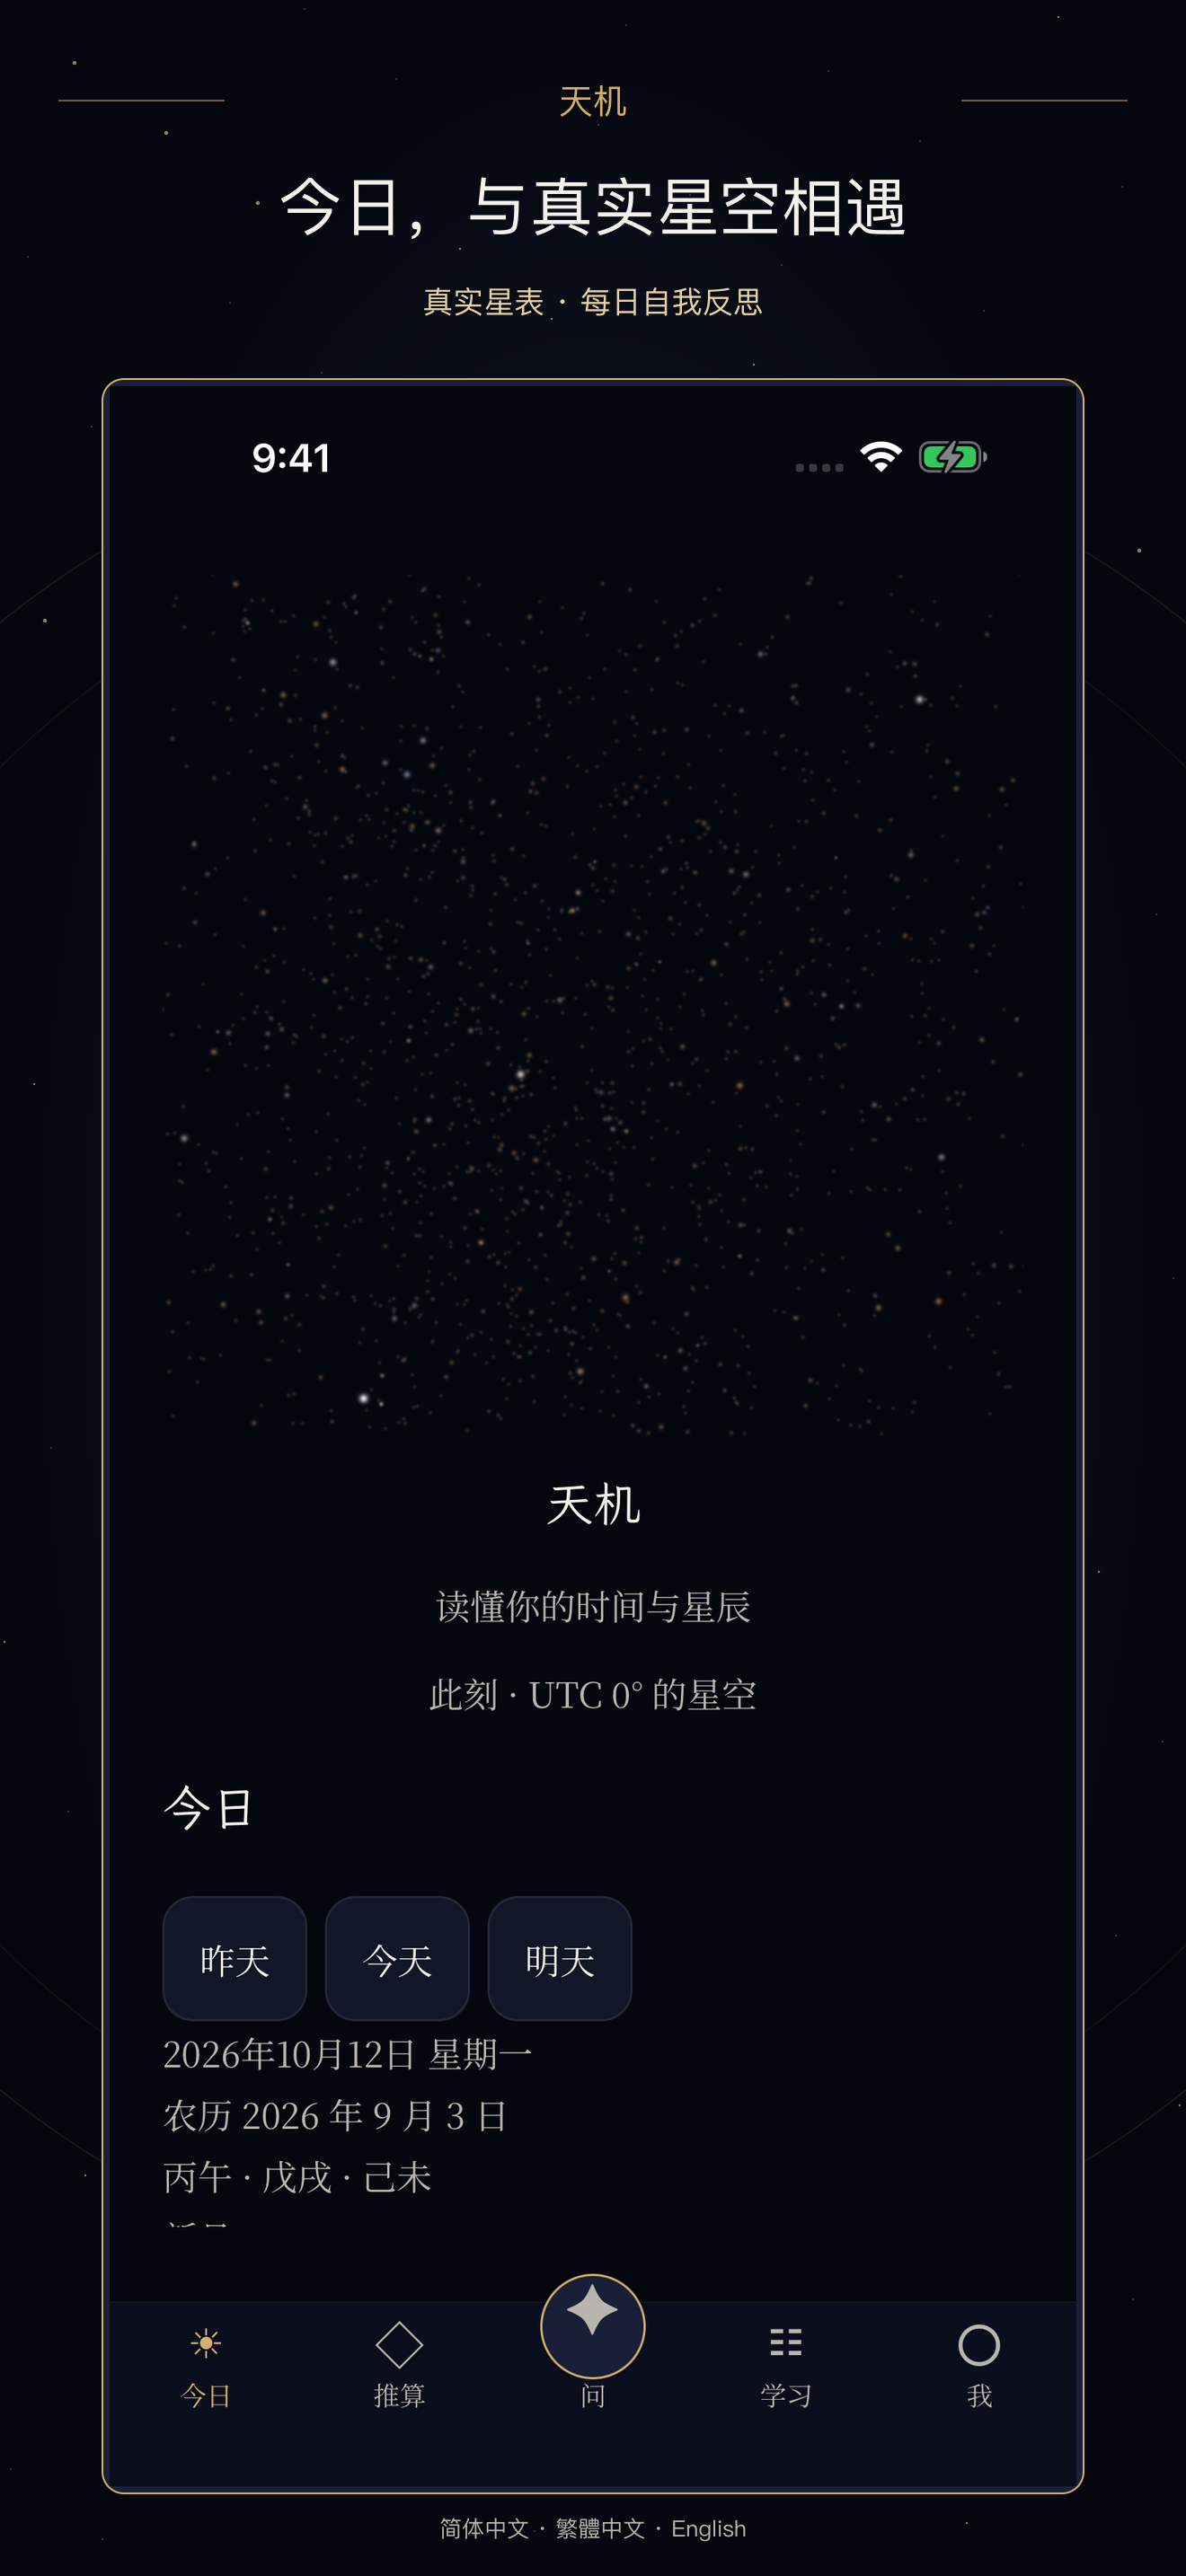 天机
今日，与真实星空相遇
真实星表 · 每日自我反思
9:41
天机
读懂你的时间与星辰
此刻 · UTC 0° 的星空
今日
昨天 今天 明天
2026年10月12日 星期一
农历 2026 年 9 月 3 日
丙午 · 戊戌 · 己未
今日 推算 问 学习 我
简体中文 · 繁體中文 · English